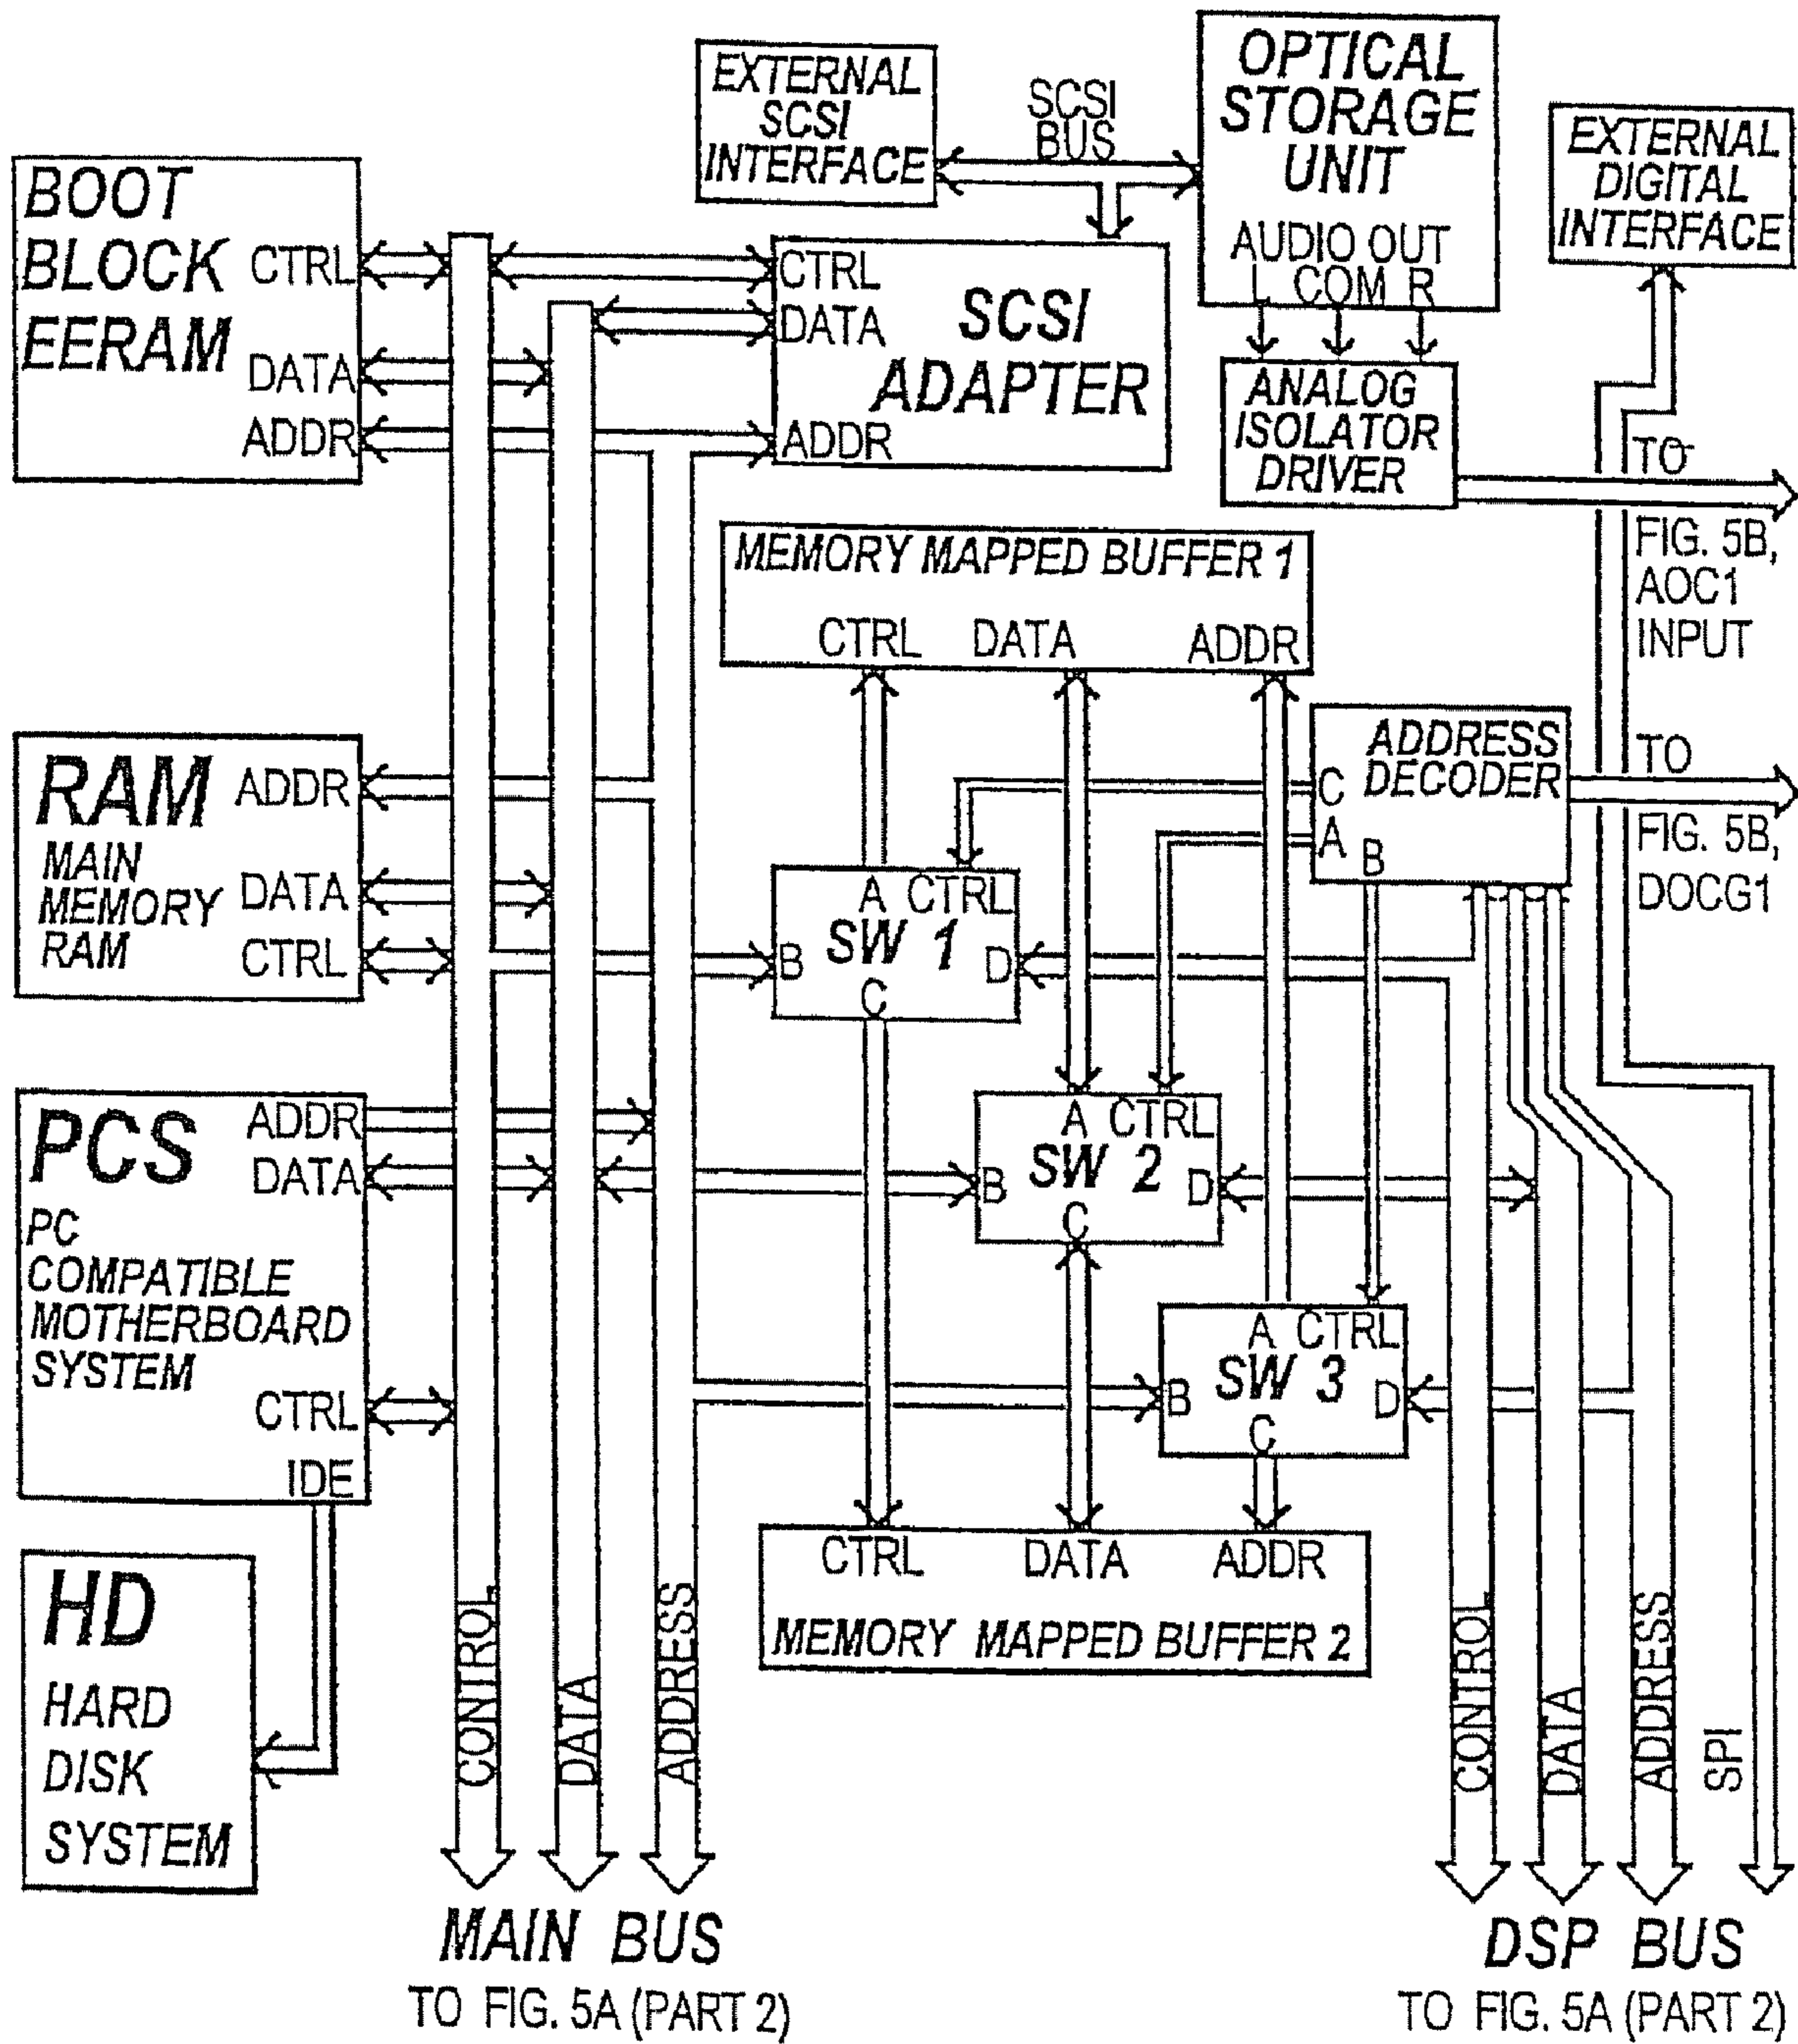 EXTERNAL
SCSI
INTERFACE
SCSI
BUS
OPTICAL
STORAGE
UNIT
AUDIO OUT
L COM R
EXTERNAL
DIGITAL
INTERFACE
BOOT
BLOCK
EERAM
CTRL
DATA
ADDR
CTRL
DATA
ADDR
SCSI
ADAPTER
ANALOG
ISOLATOR
DRIVER
TO
FIG. 5B,
AOC1
INPUT
MEMORY MAPPED BUFFER 1
CTRL DATA ADDR
RAM
MAIN
MEMORY
RAM
ADDR
DATA
CTRL
ADDRESS
DECODER
C
A
B
TO
FIG. 5B,
DOCG1
A CTRL
SW 1
B D
C
PCS
PC
COMPATIBLE
MOTHERBOARD
SYSTEM
ADDR
DATA
CTRL
IDE
A CTRL
SW 2
B D
C
A CTRL
SW 3
B D
C
HD
HARD
DISK
SYSTEM
CTRL DATA ADDR
MEMORY MAPPED BUFFER 2
CONTROL
DATA
ADDRESS
CONTROL
DATA
ADDRESS
SPI
MAIN BUS
TO FIG. 5A (PART 2)
DSP BUS
TO FIG. 5A (PART 2)